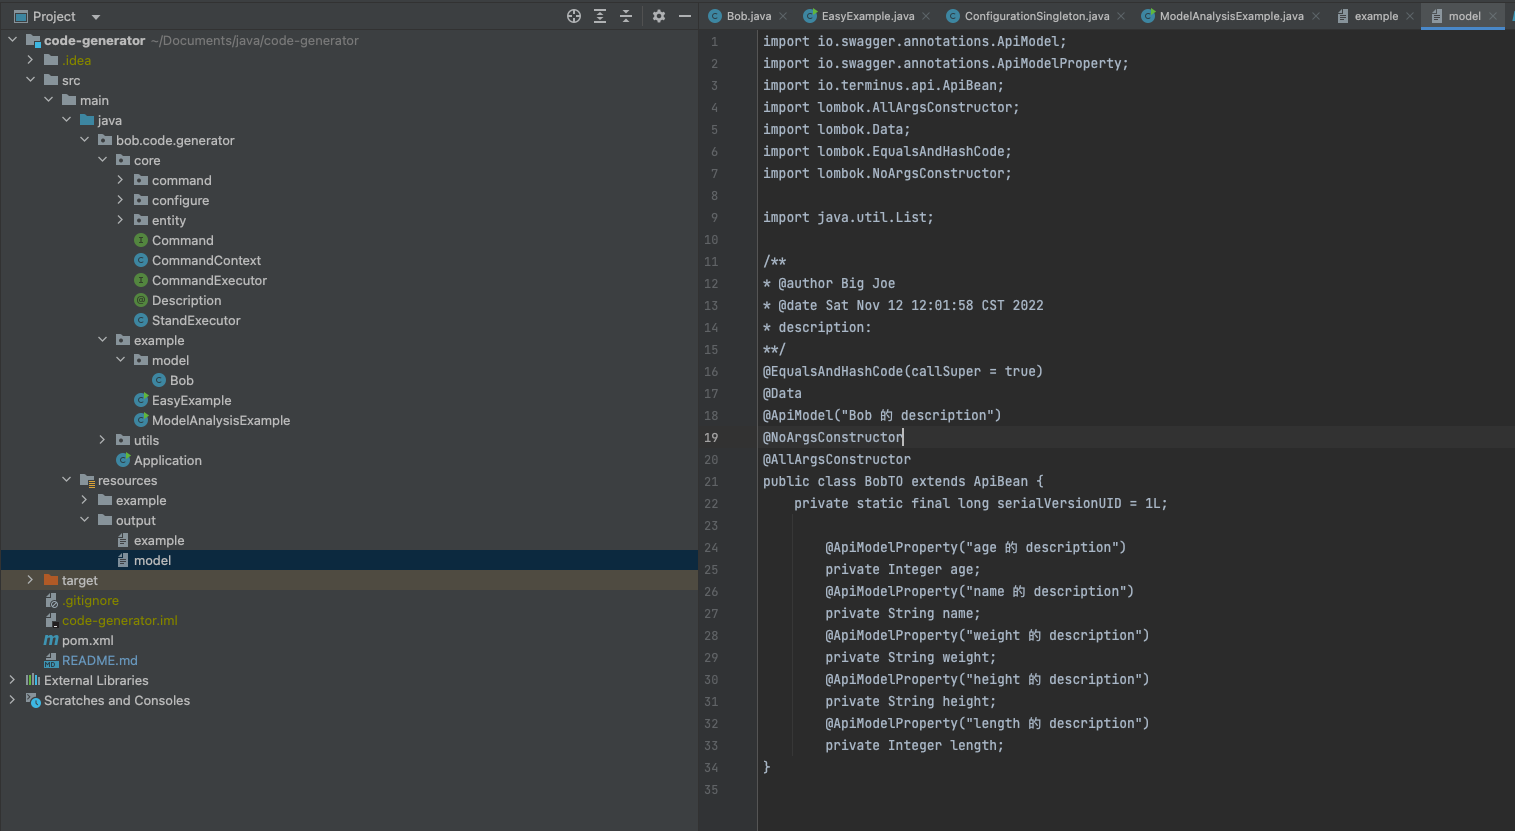 Project
code-generator ~/Documents/java/code-generator
.idea
src
main
java
bob.code.generator
core
command
configure
entity
Command
CommandContext
CommandExecutor
Description
StandExecutor
example
model
Bob
EasyExample
ModelAnalysisExample
utils
Application
resources
example
output
example
model
target
.gitignore
code-generator.iml
pom.xml
README.md
External Libraries
Scratches and Consoles
Bob.java
EasyExample.java
ConfigurationSingleton.java
ModelAnalysisExample.java
example
model
1 import io.swagger.annotations.ApiModel;
2 import io.swagger.annotations.ApiModelProperty;
3 import io.terminus.api.ApiBean;
4 import lombok.AllArgsConstructor;
5 import lombok.Data;
6 import lombok.EqualsAndHashCode;
7 import lombok.NoArgsConstructor;
8
9 import java.util.List;
10
11 /**
12 * @author Big Joe
13 * @date Sat Nov 12 12:01:58 CST 2022
14 * description:
15 **/
16 @EqualsAndHashCode(callSuper = true)
17 @Data
18 @ApiModel("Bob 的 description")
19 @NoArgsConstructor
20 @AllArgsConstructor
21 public class BobTO extends ApiBean {
22 private static final long serialVersionUID = 1L;
23
24 @ApiModelProperty("age 的 description")
25 private Integer age;
26 @ApiModelProperty("name 的 description")
27 private String name;
28 @ApiModelProperty("weight 的 description")
29 private String weight;
30 @ApiModelProperty("height 的 description")
31 private String height;
32 @ApiModelProperty("length 的 description")
33 private Integer length;
34 }
35